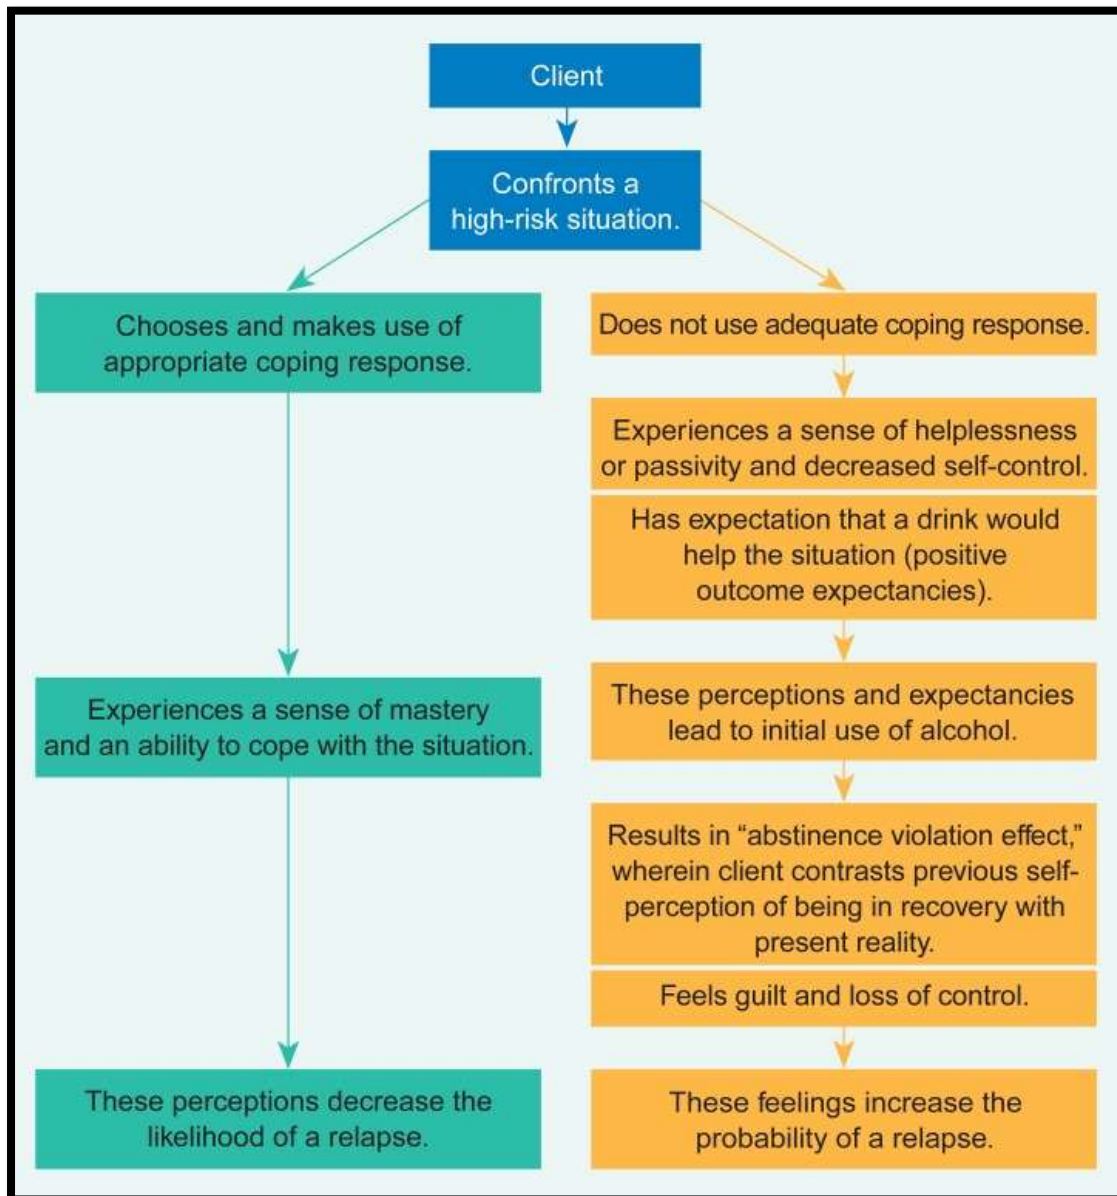 Client
Confronts a
high-risk situation.
Chooses and makes use of
appropriate coping response.
Experiences a sense of mastery
and an ability to cope with the situation.
These perceptions decrease the
likelihood of a relapse.
Does not use adequate coping response.
Experiences a sense of helplessness
or passivity and decreased self-control.
Has expectation that a drink would
help the situation (positive
outcome expectancies).
These perceptions and expectancies
lead to initial use of alcohol.
Results in “abstinence violation effect,”
wherein client contrasts previous self-
perception of being in recovery with
present reality.
Feels guilt and loss of control.
These feelings increase the
probability of a relapse.